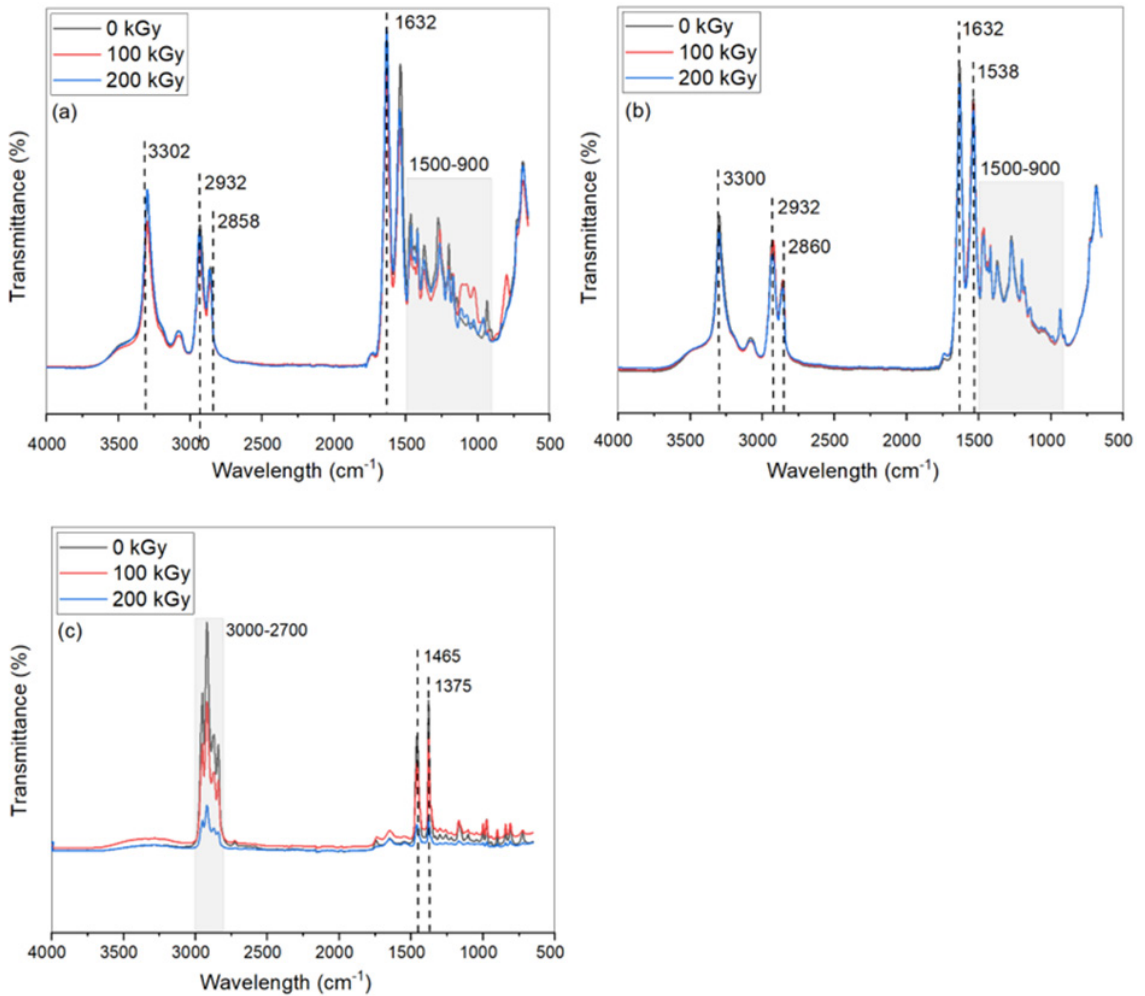 0 kGy
100 kGy
200 kGy
(a)
1632
3302
2932
2858
1500-900
Transmittance (%)
4000 3500 3000 2500 2000 1500 1000 500
Wavelength (cm-1)
0 kGy
100 kGy
200 kGy
(b)
1632
1538
3300
2932
2860
1500-900
Transmittance (%)
4000 3500 3000 2500 2000 1500 1000 500
Wavelength (cm-1)
0 kGy
100 kGy
200 kGy
(c)
3000-2700
1465
1375
Transmittance (%)
4000 3500 3000 2500 2000 1500 1000 500
Wavelength (cm-1)